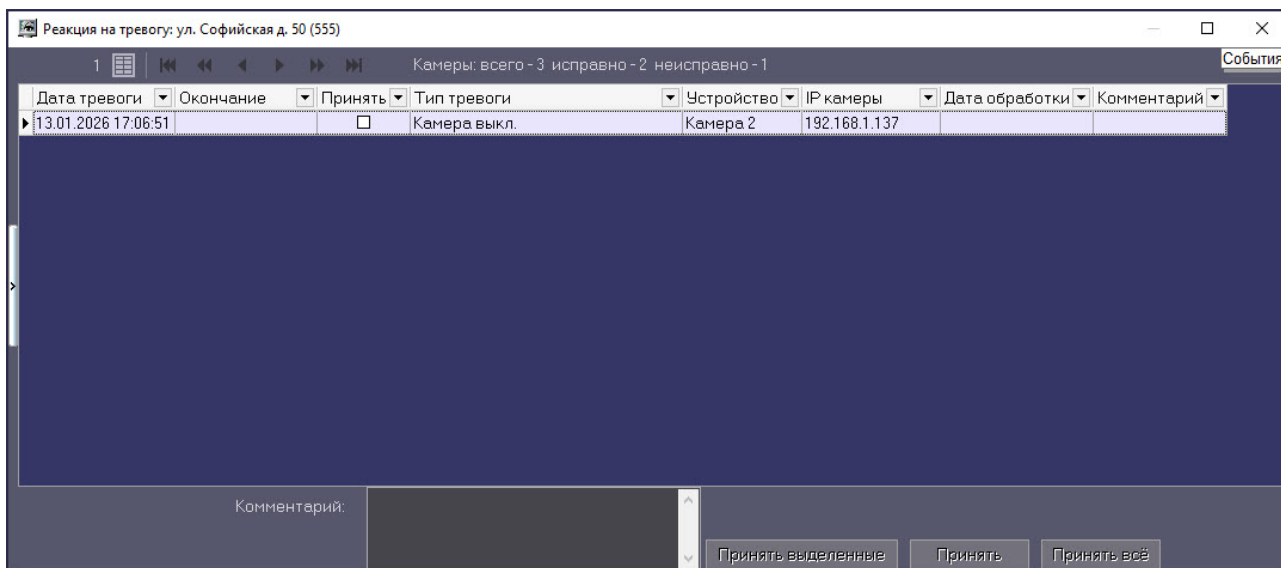 Реакция на тревогу: ул. Софийская д. 50 (555)
1 Камеры: всего - 3 исправно - 2 неисправно - 1
События
Дата тревоги Окончание Принять Тип тревоги Устройство IP камеры Дата обработки Комментарий
13.01.2026 17:06:51 Камера выкл. Камера 2 192.168.1.137
Комментарий:
Принять выделенные Принять Принять всё